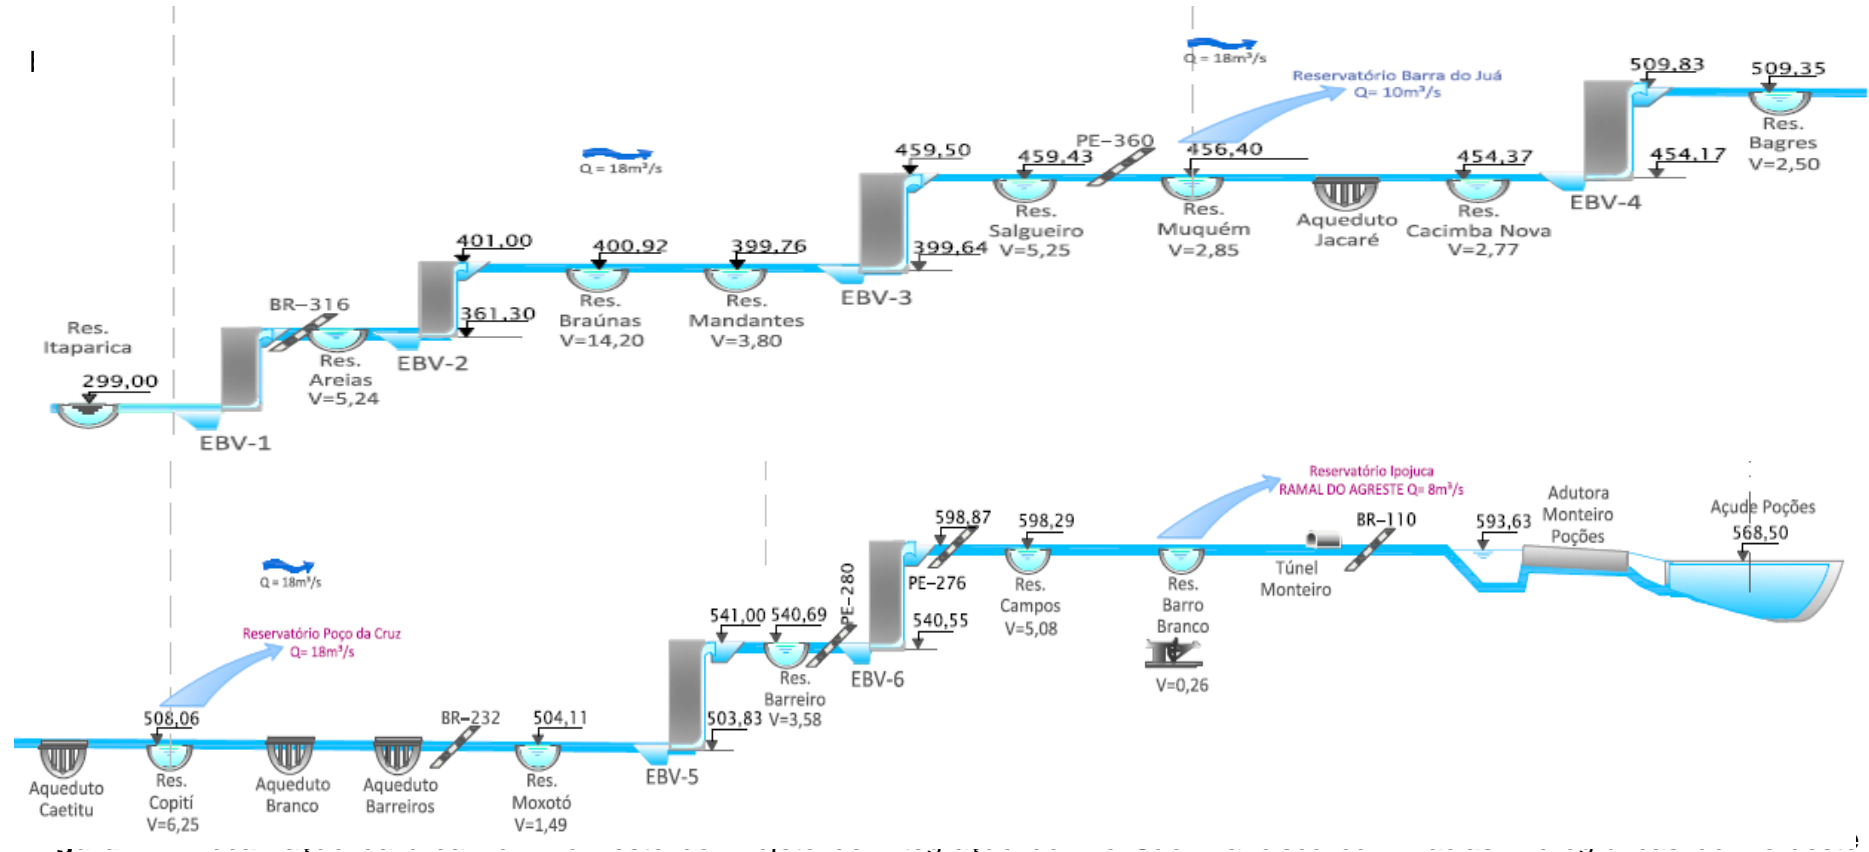 Q = 18m³/s
Reservatório Barra do Juá
Q= 10m³/s
509,83
509,35
Res.
Bagres
V=2,50
Q = 18m³/s
459,50
459,43
PE-360
456,40
454,37
454,17
EBV-4
Res.
Salgueiro
V=5,25
Res.
Muquém
V=2,85
Aqueduto
Jacaré
Res.
Cacimba Nova
V=2,77
401,00
400,92
399,76
399,64
EBV-3
Res.
Braúnas
V=14,20
Res.
Mandantes
V=3,80
BR-316
361,30
EBV-2
Res.
Areias
V=5,24
Res.
Itaparica
299,00
EBV-1
Reservatório Ipojuca
RAMAL DO AGRESTE Q= 8m³/s
Adutora
Monteiro
Poções
Açude Poções
568,50
598,87
598,29
BR-110
593,63
PE-276
Res.
Campos
V=5,08
Res.
Barro
Branco
V=0,26
Túnel
Monteiro
Q = 18m³/s
PE-280
541,00
540,69
540,55
EBV-6
Res.
Barreiro
V=3,58
Reservatório Poço da Cruz
Q= 18m³/s
508,06
BR-232
504,11
503,83
EBV-5
Aqueduto
Caetitu
Res.
Copití
V=6,25
Aqueduto
Branco
Aqueduto
Barreiros
Res.
Moxotó
V=1,49